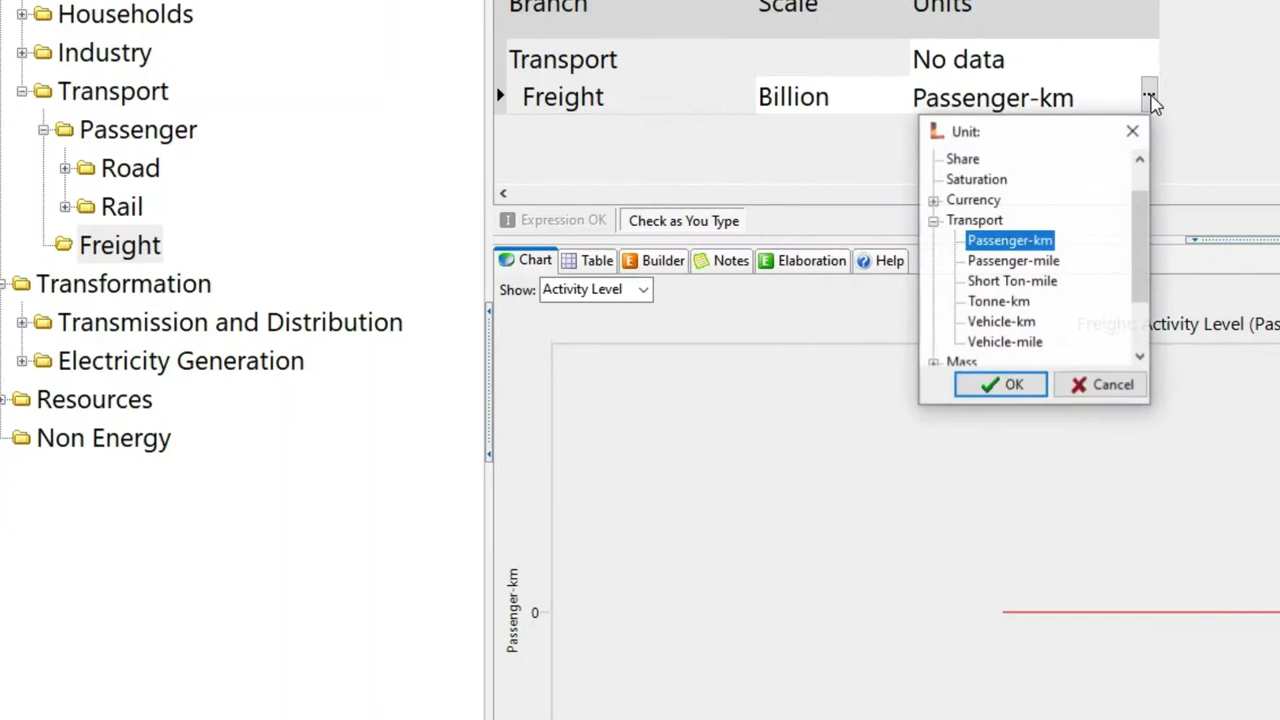 Households
Industry
Transport
Passenger
Road
Rail
Freight
Transformation
Transmission and Distribution
Electricity Generation
Resources
Non Energy
Branch Scale Units
Transport No data
Freight Billion Passenger-km ...
Unit:
Share
Saturation
Currency
Transport
Passenger-km
Passenger-mile
Short Ton-mile
Tonne-km
Vehicle-km
Vehicle-mile
Mass
OK Cancel
Expression OK Check as You Type
Chart Table Builder Notes Elaboration Help
Show: Activity Level
Freight: Activity Level (Pas
Passenger-km
0